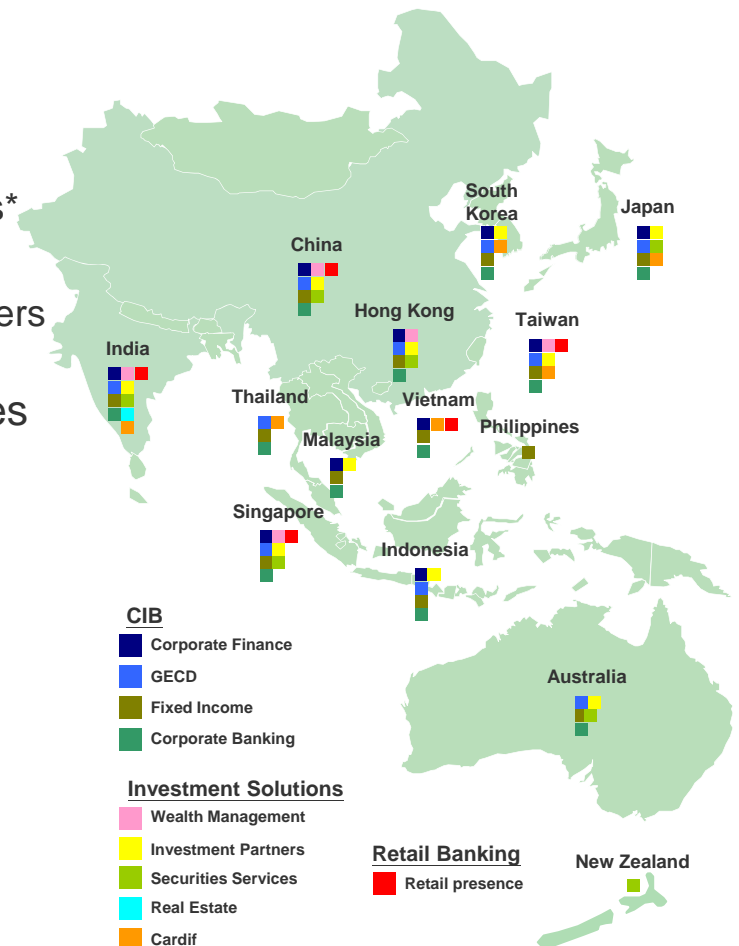 s*
ers
es
South
Korea
Japan
China
Hong Kong
Taiwan
India
Thailand
Vietnam
Philippines
Malaysia
Singapore
Indonesia
Australia
New Zealand
CIB
Corporate Finance
GECD
Fixed Income
Corporate Banking
Investment Solutions
Wealth Management
Investment Partners
Securities Services
Real Estate
Cardif
Retail Banking
Retail presence